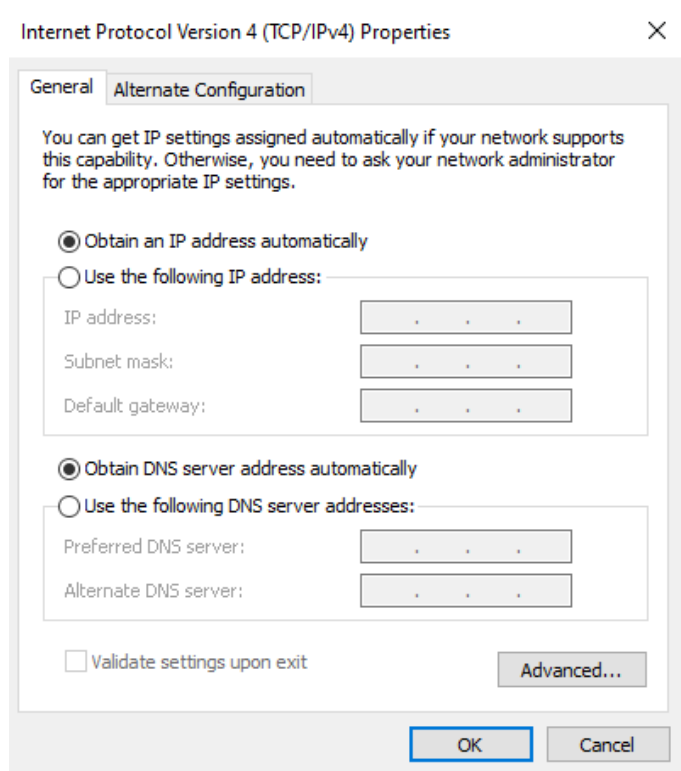 Internet Protocol Version 4 (TCP/IPv4) Properties
General
Alternate Configuration
You can get IP settings assigned automatically if your network supports
this capability. Otherwise, you need to ask your network administrator
for the appropriate IP settings.
Obtain an IP address automatically
Use the following IP address:
IP address:
Subnet mask:
Default gateway:
Obtain DNS server address automatically
Use the following DNS server addresses:
Preferred DNS server:
Alternate DNS server:
Validate settings upon exit
Advanced...
OK
Cancel